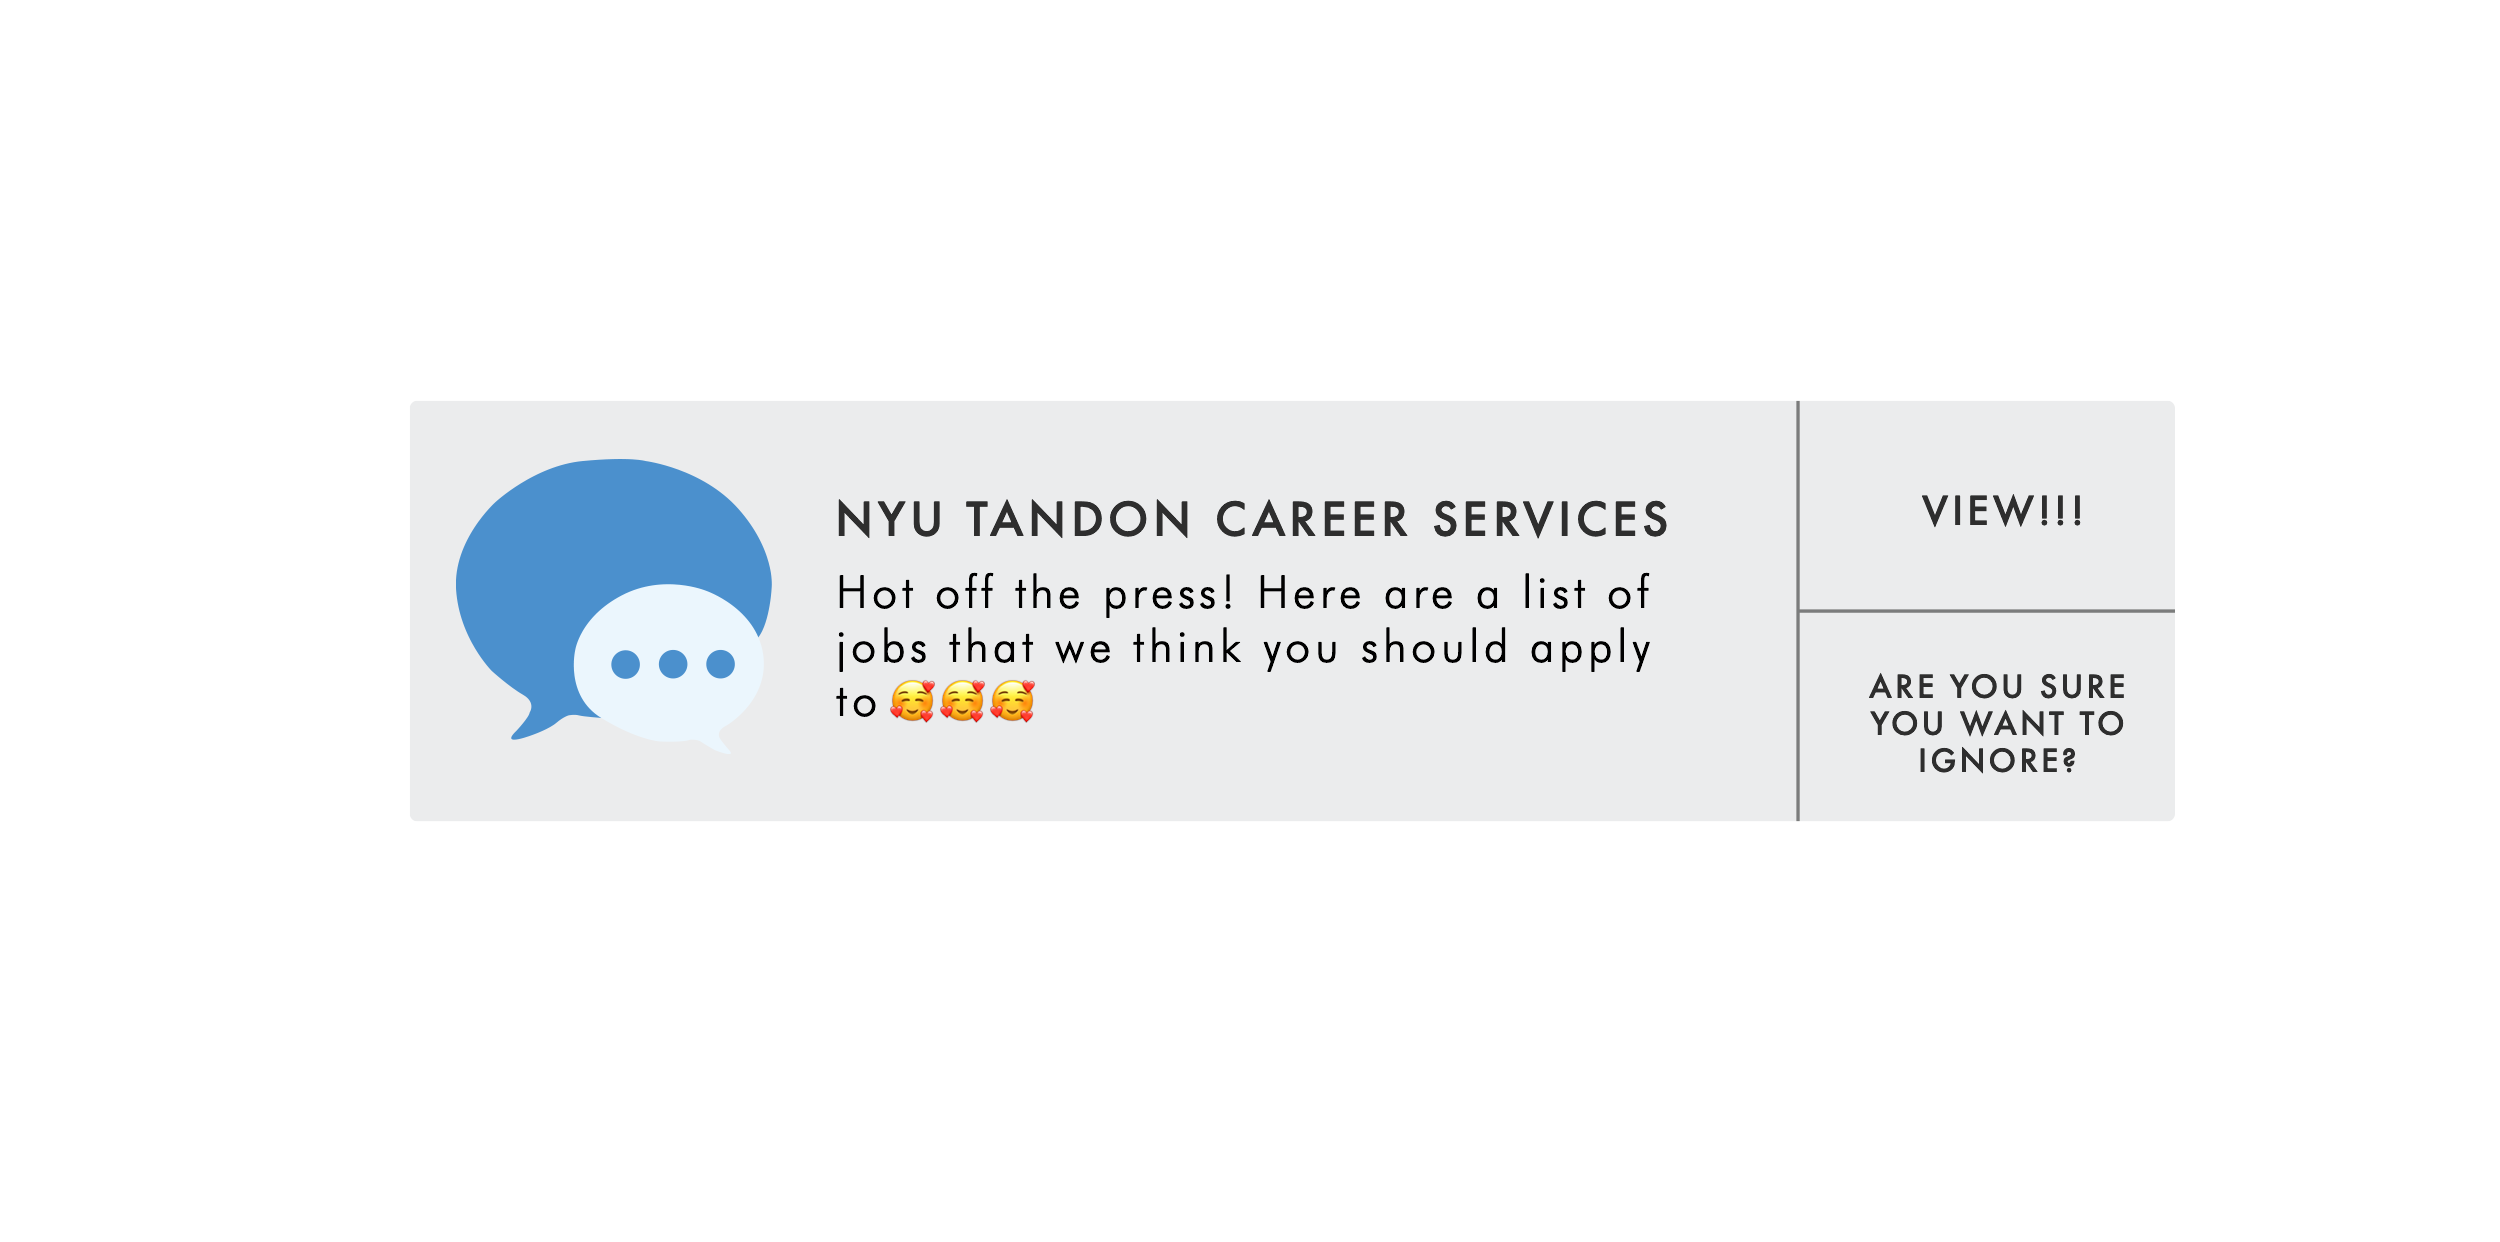 NYU TANDON CAREER SERVICES
Hot off the press! Here are a list of
jobs that we think you should apply
to 🥰🥰🥰
VIEW!!!
ARE YOU SURE
YOU WANT TO
IGNORE?